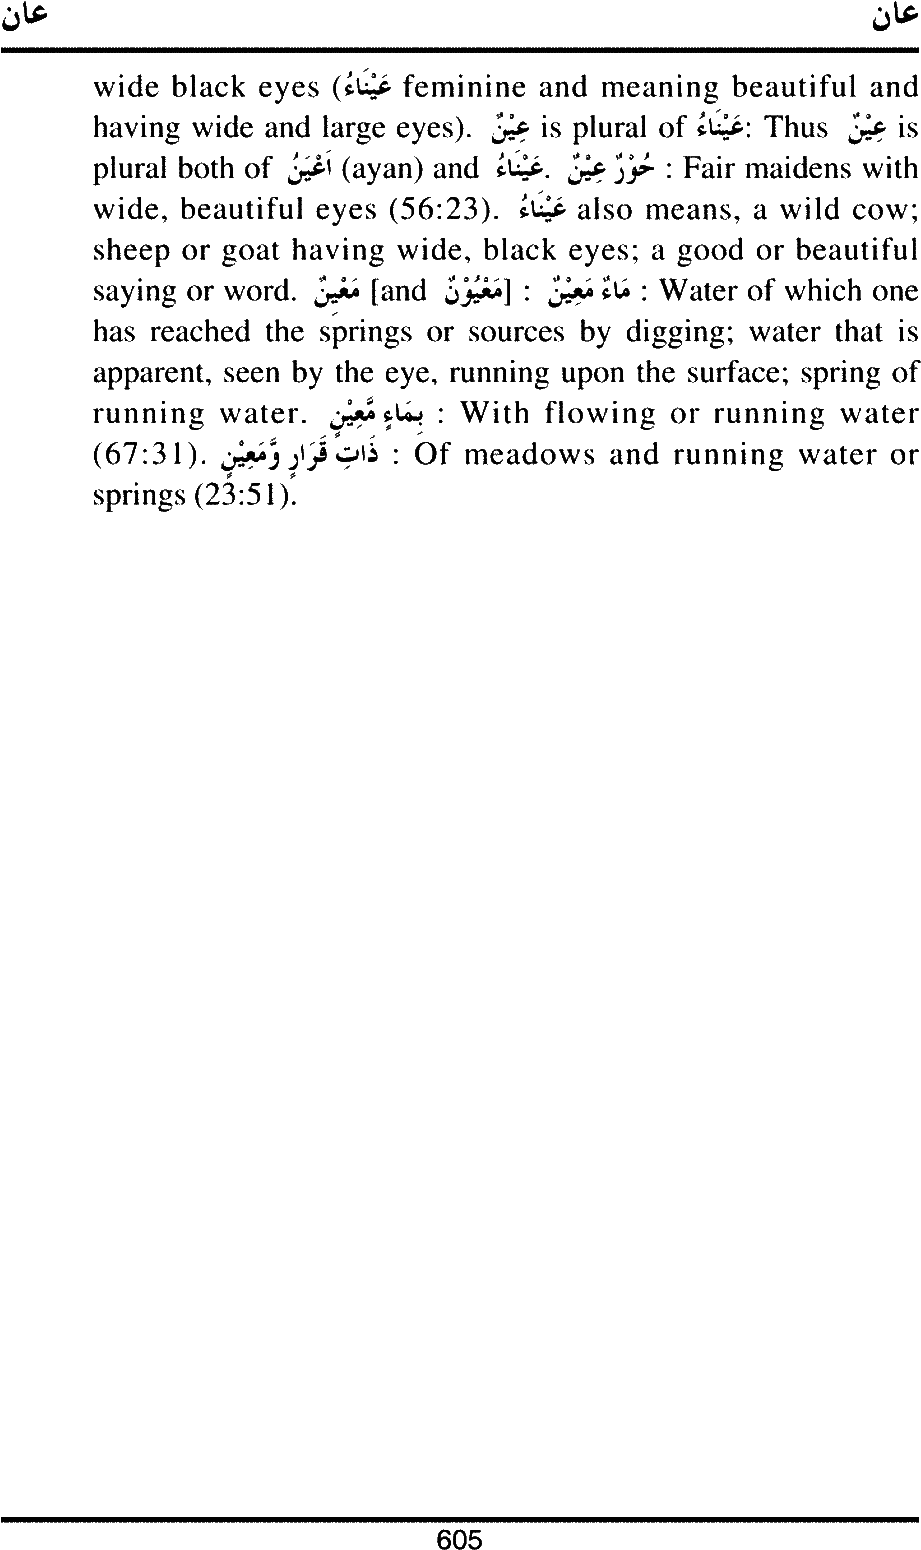 عان عان
wide black eyes (عَيْنَاءُ feminine and meaning beautiful and
having wide and large eyes). عِيْنٌ is plural of عَيْنَاءُ: Thus عِيْنٌ is
plural both of اَعْيَنُ (ayan) and عَيْنَاءُ. حُوْرٌ عِيْنٌ : Fair maidens with
wide, beautiful eyes (56:23). عَيْنَاءُ also means, a wild cow;
sheep or goat having wide, black eyes; a good or beautiful
saying or word. مَعْيِنٌ [and مَعْيُوْنٌ] : مَاءٌ مَعِيْنٌ : Water of which one
has reached the springs or sources by digging; water that is
apparent, seen by the eye, running upon the surface; spring of
running water. بِمَاءٍ مَّعِيْنٍ : With flowing or running water
(67:31). ذَاتِ قَرَارٍ وَّمَعِيْنٍ : Of meadows and running water or
springs (23:51).
605